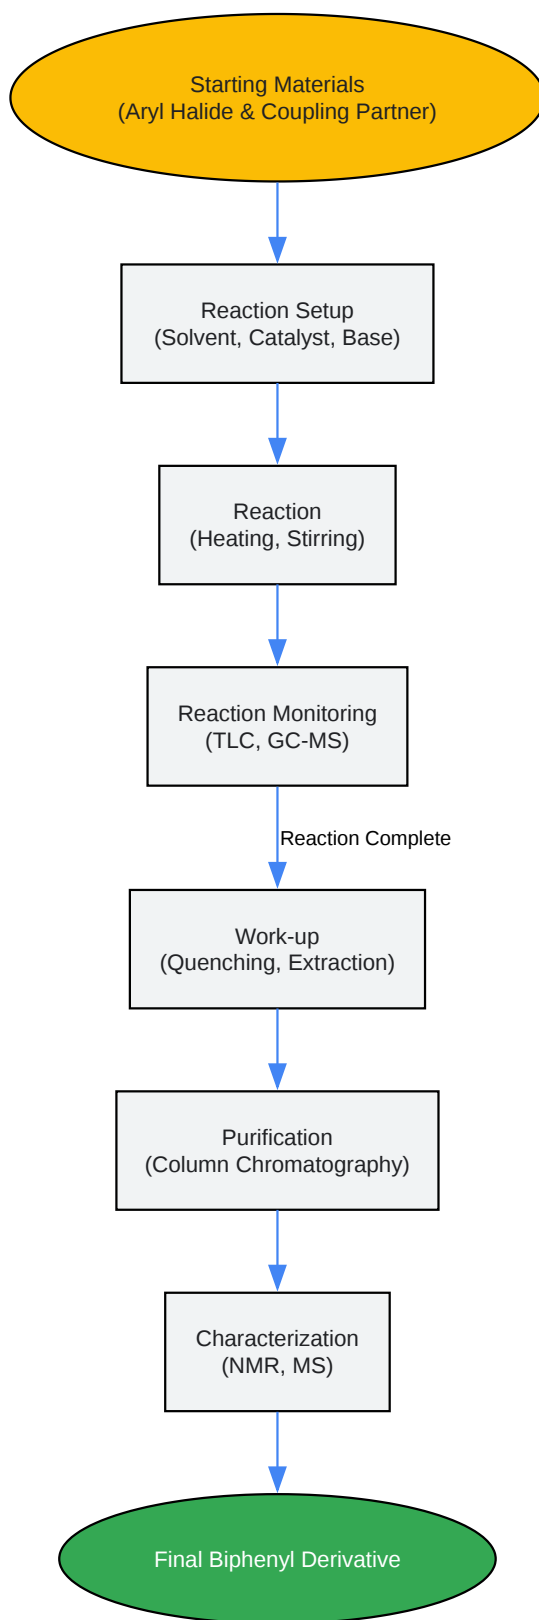 Starting Materials
(Aryl Halide & Coupling Partner)
Reaction Setup
(Solvent, Catalyst, Base)
Reaction
(Heating, Stirring)
Reaction Monitoring
(TLC, GC-MS)
Reaction Complete
Work-up
(Quenching, Extraction)
Purification
(Column Chromatography)
Characterization
(NMR, MS)
Final Biphenyl Derivative